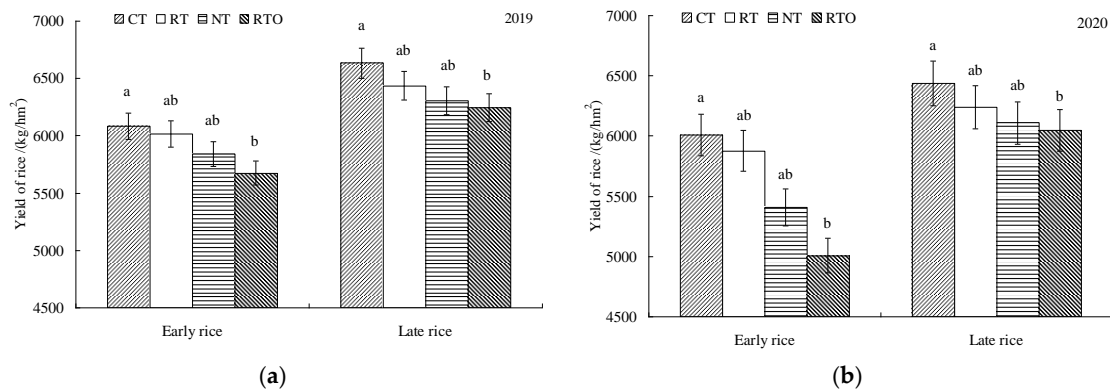 CT RT NT RTO 2019
7000
6500
6000
5500
5000
4500
Yield of rice /(kg/hm²)
a ab ab b
a ab ab b
Early rice Late rice
(a)
CT RT NT RTO 2020
7000
6500
6000
5500
5000
4500
Yield of rice /(kg/hm²)
a ab ab b
a ab ab b
Early rice Late rice
(b)